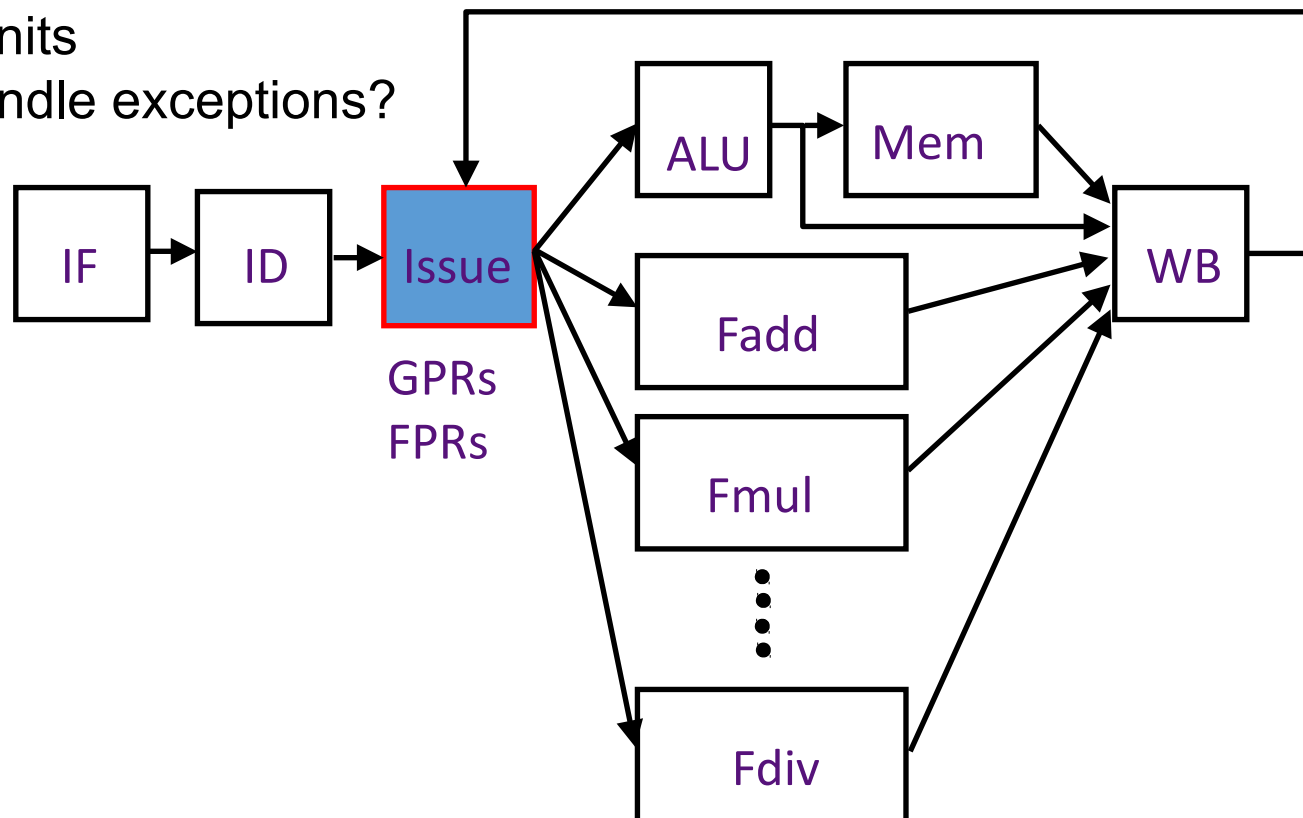 nits
ndle exceptions?
ALU
Mem
IF
ID
Issue
WB
Fadd
GPRs
FPRs
Fmul
Fdiv